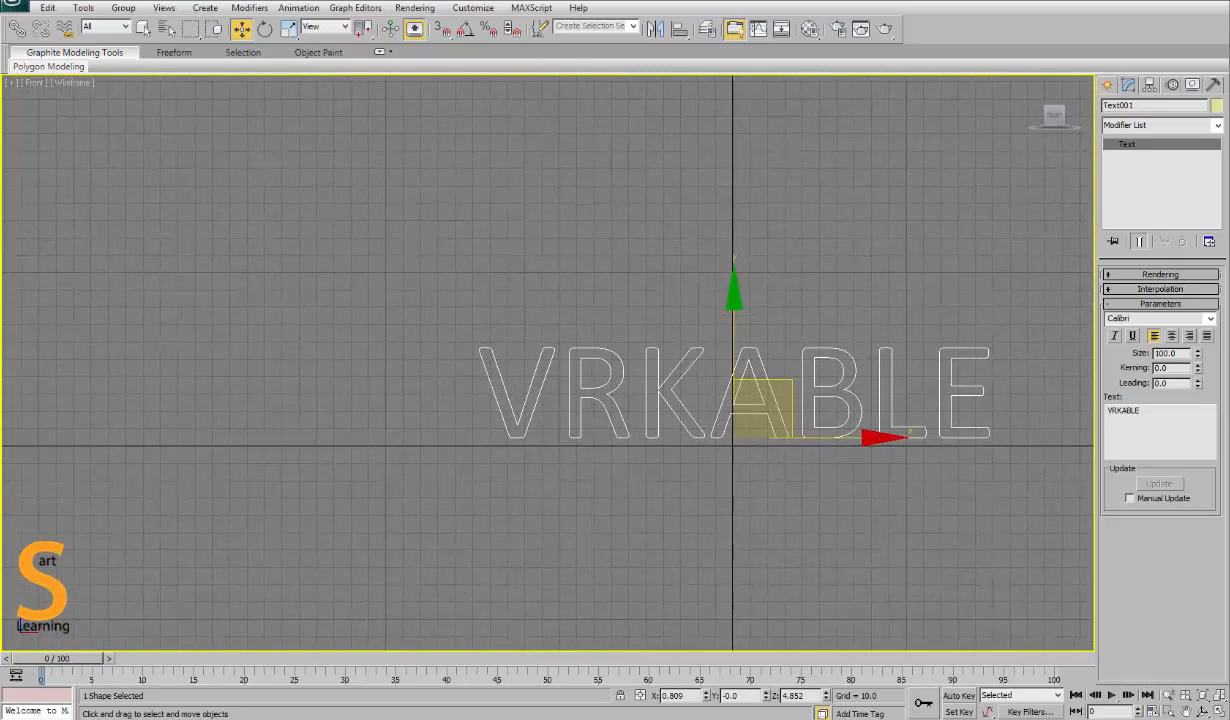 Edit Tools Group Views Create Modifiers Animation Graph Editors Rendering Customize MAXScript Help
All View Create Selection Se
Graphite Modeling Tools Freeform Selection Object Paint
Polygon Modeling
[ + ] [ Front ] [ Wireframe ]
Text001
Modifier List
Text
Rendering
Interpolation
Parameters
Calibri
I U
Size: 100.0
Kerning: 0.0
Leading: 0.0
Text:
VRKABLE
Update
Update
Manual Update
VRKABLE
y
x
S
art
Learning
0 / 100
0 5 10 15 20 25 30 35 40 45 50 55 60 65 70 75 80 85 90 95 100
1 Shape Selected X: 0.809 Y: -0.0 Z: 4.852 Grid = 10.0 Auto Key Selected
Welcome to M Click and drag to select and move objects Add Time Tag Set Key Key Filters... 0